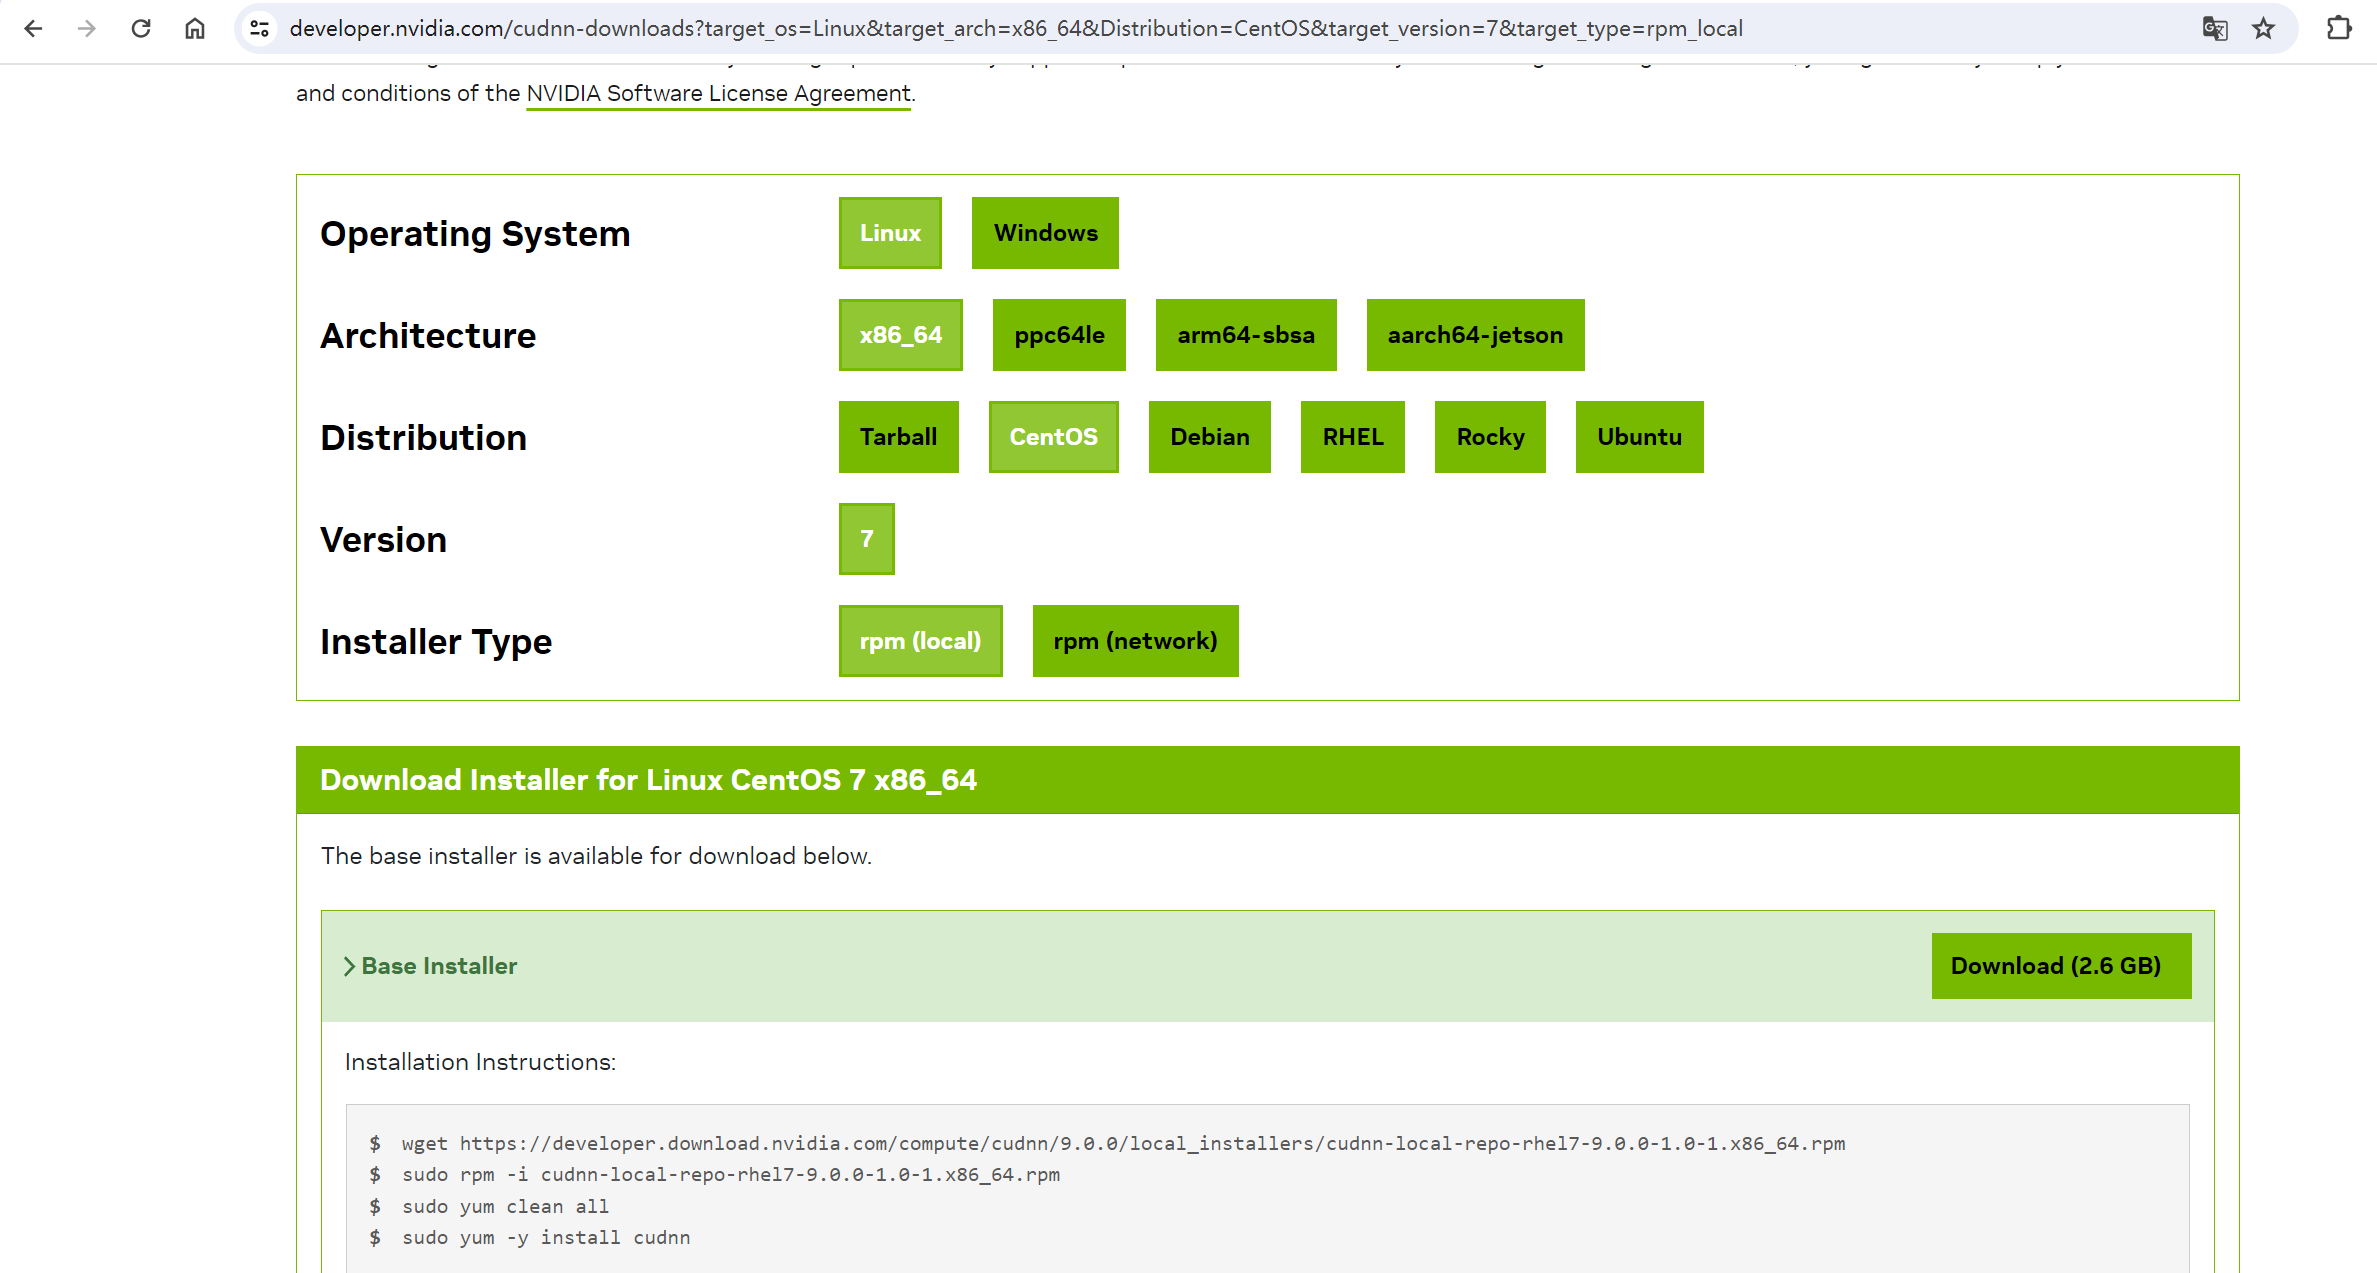 developer.nvidia.com/cudnn-downloads?target_os=Linux&target_arch=x86_64&Distribution=CentOS&target_version=7&target_type=rpm_local
and conditions of the NVIDIA Software License Agreement.
Operating System Linux Windows
Architecture x86_64 ppc64le arm64-sbsa aarch64-jetson
Distribution Tarball CentOS Debian RHEL Rocky Ubuntu
Version 7
Installer Type rpm (local) rpm (network)
Download Installer for Linux CentOS 7 x86_64
The base installer is available for download below.
Base Installer Download (2.6 GB)
Installation Instructions:
$ wget https://developer.download.nvidia.com/compute/cudnn/9.0.0/local_installers/cudnn-local-repo-rhel7-9.0.0-1.0-1.x86_64.rpm
$ sudo rpm -i cudnn-local-repo-rhel7-9.0.0-1.0-1.x86_64.rpm
$ sudo yum clean all
$ sudo yum -y install cudnn